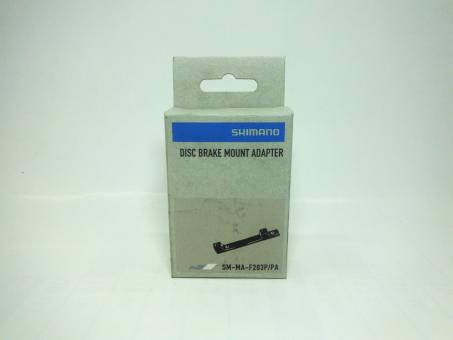 SHIMANO
DISC BRAKE MOUNT ADAPTER
SM-MA-F203P/PA